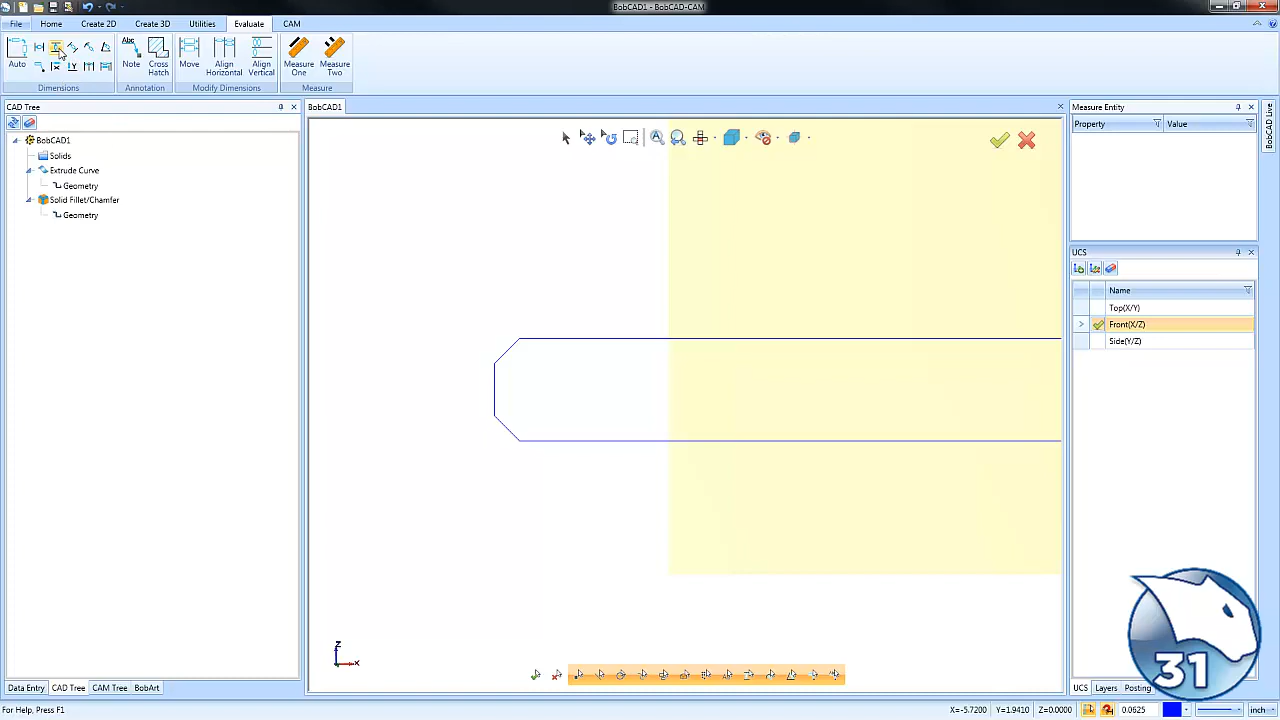 BobCAD1 - BobCAD-CAM
File Home Create 2D Create 3D Utilities Evaluate CAM
Auto
Abc
Note
Cross Hatch
Move
Align Horizontal
Align Vertical
Measure One
Measure Two
Dimensions Annotation Modify Dimensions Measure
CAD Tree
BobCAD1
Solids
Extrude Curve
Geometry
Solid Fillet/Chamfer
Geometry
BobCAD1
Z
X
Measure Entity
Property Value
UCS
Name
Top(X/Y)
Front(X/Z)
Side(Y/Z)
BobCAD Live
31
Data Entry CAD Tree CAM Tree BobArt
UCS Layers Posting
For Help, Press F1
X=-5.7200 Y=1.9410 Z=0.0000 0.0625 inch